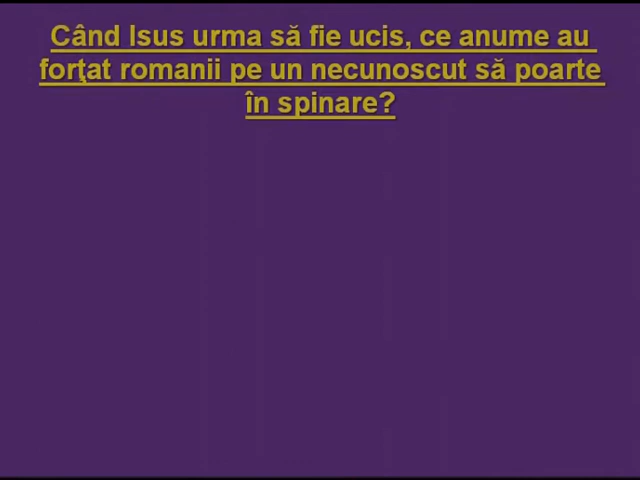 Când Isus urma să fie ucis, ce anume au
forţat romanii pe un necunoscut să poarte
în spinare?